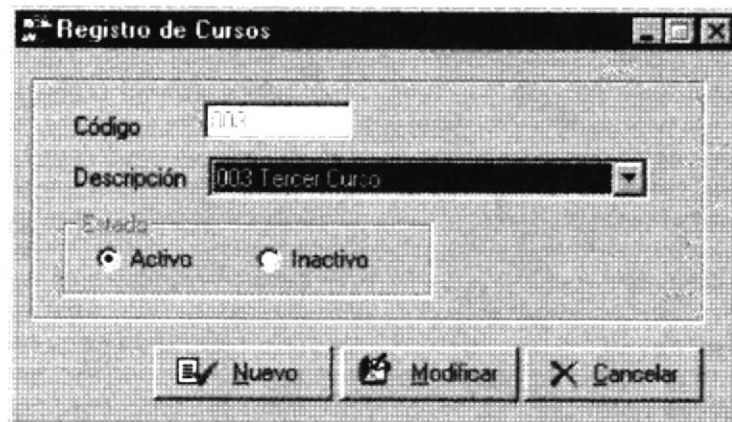 Registro de Cursos
Código 003
Descripción 003 Tercer Curso
Estado
Activo Inactivo
Nuevo Modificar Cancelar